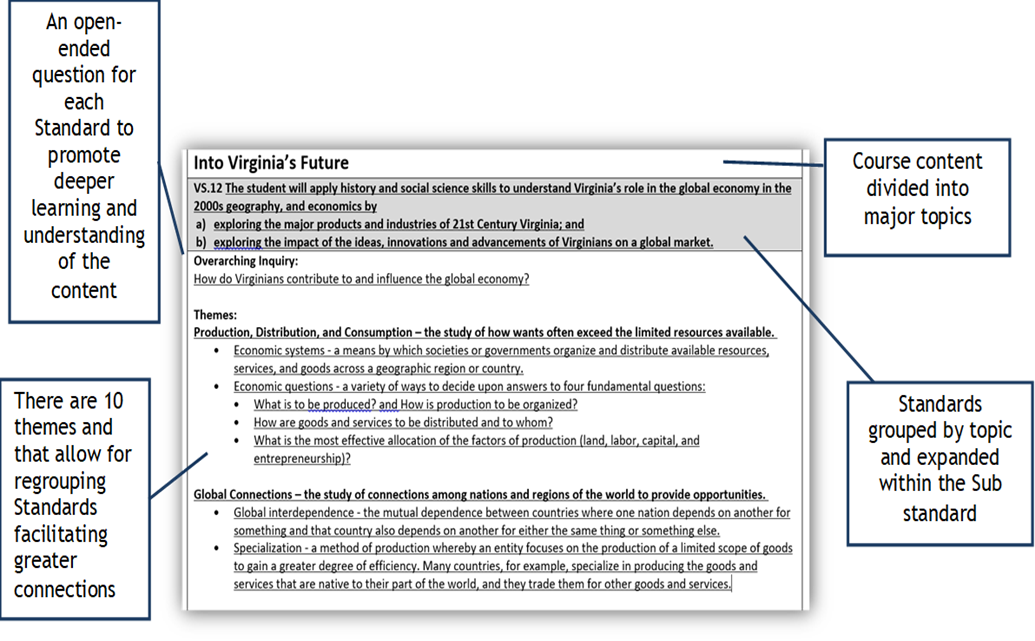 An open-
ended
question for
each
Standard to
promote
deeper
learning and
understanding
of the
content
There are 10
themes and
that allow for
regrouping
Standards
facilitating
greater
connections
Into Virginia's Future
VS.12 The student will apply history and social science skills to understand Virginia's role in the global economy in the
2000s geography, and economics by
a) exploring the major products and industries of 21st Century Virginia; and
b) exploring the impact of the ideas, innovations and advancements of Virginians on a global market.
Overarching Inquiry:
How do Virginians contribute to and influence the global economy?
Themes:
Production, Distribution, and Consumption – the study of how wants often exceed the limited resources available.
• Economic systems - a means by which societies or governments organize and distribute available resources,
services, and goods across a geographic region or country.
• Economic questions - a variety of ways to decide upon answers to four fundamental questions:
• What is to be produced? and How is production to be organized?
• How are goods and services to be distributed and to whom?
• What is the most effective allocation of the factors of production (land, labor, capital, and
entrepreneurship)?
Global Connections – the study of connections among nations and regions of the world to provide opportunities.
• Global interdependence - the mutual dependence between countries where one nation depends on another for
something and that country also depends on another for either the same thing or something else.
• Specialization - a method of production whereby an entity focuses on the production of a limited scope of goods
to gain a greater degree of efficiency. Many countries, for example, specialize in producing the goods and
services that are native to their part of the world, and they trade them for other goods and services.
Course content
divided into
major topics
Standards
grouped by topic
and expanded
within the Sub
standard